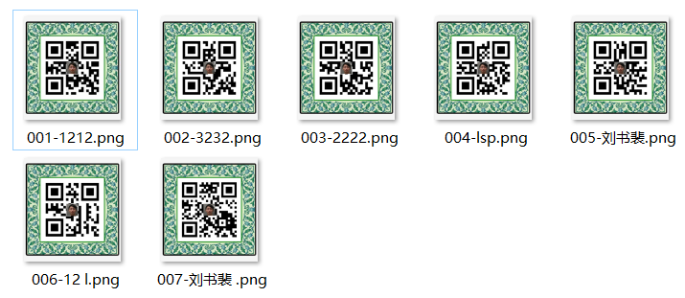 001-1212.png 002-3232.png 003-2222.png 004-lsp.png 005-刘书裴.png
006-12 l.png 007-刘书裴 .png